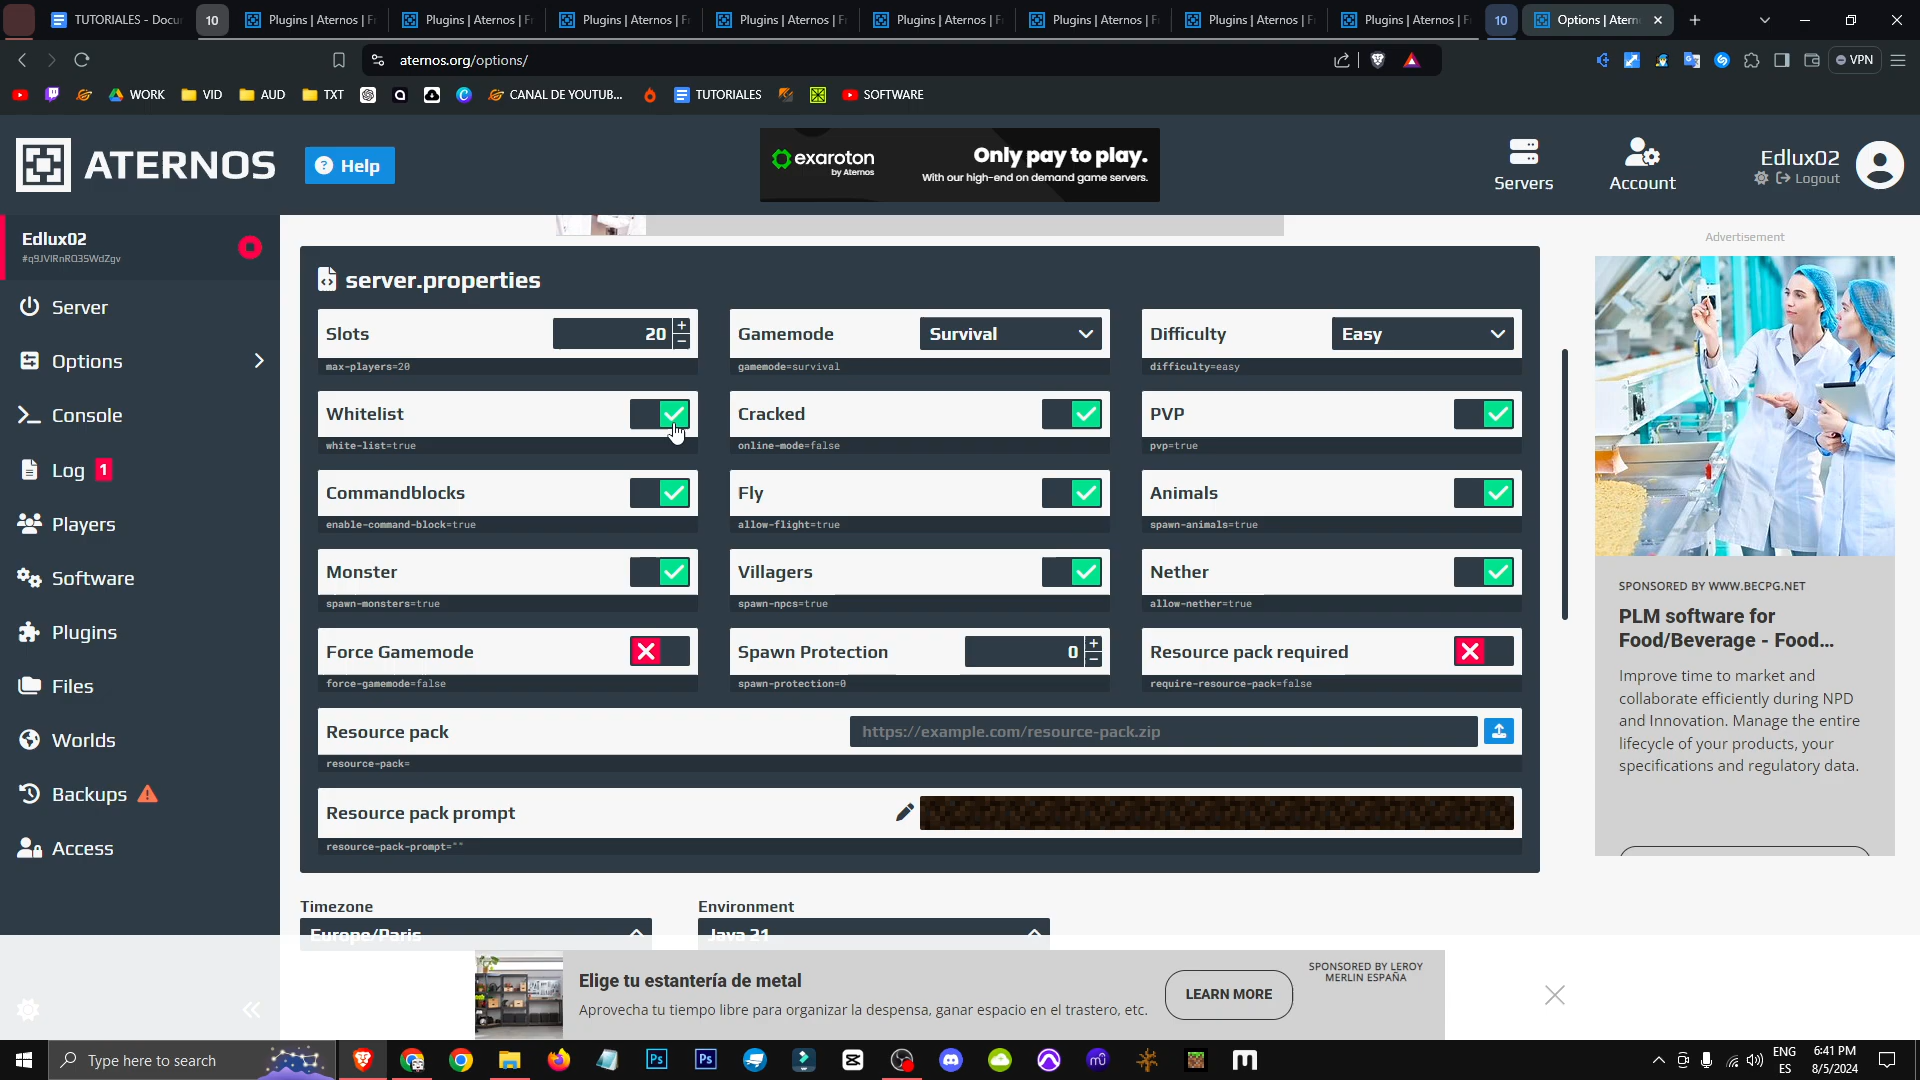 TUTORIALES - Docu
10
Plugins | Aternos | F
Plugins | Aternos | Fr
Plugins | Aternos | Fr
Plugins | Aternos | Fr
Plugins | Aternos | F
Plugins | Aternos | F
Plugins | Aternos | Fr
Plugins | Aternos | F
10
Options | Atern
aternos.org/options/
VPN
WORK
VID
AUD
TXT
CANAL DE YOUTUB...
TUTORIALES
SOFTWARE
ATERNOS
Help
exaroton
by Aternos
Only pay to play.
With our high-end on demand game servers.
Servers
Account
Edlux02
Logout
Edlux02
Server
Options
Console
Log 1
Players
Software
Plugins
Files
Worlds
Backups
Access
server.properties
Slots 20
max-players=20
Gamemode Survival
gamemode=survival
Difficulty Easy
difficulty=easy
Whitelist
white-list=true
Cracked
online-mode=false
PVP
pvp=true
Commandblocks
enable-command-block=true
Fly
allow-flight=true
Animals
spawn-animals=true
Monster
spawn-monsters=true
Villagers
spawn-npcs=true
Nether
allow-nether=true
Force Gamemode
force-gamemode=false
Spawn Protection 0
spawn-protection=0
Resource pack required
require-resource-pack=false
Resource pack https://example.com/resource-pack.zip
resource-pack=
Resource pack prompt
resource-pack-prompt=""
Timezone
Europe/Paris
Environment
Java 21
Advertisement
SPONSORED BY WWW.BECPG.NET
PLM software for
Food/Beverage - Food...
Improve time to market and
collaborate efficiently during NPD
and Innovation. Manage the entire
lifecycle of your products, your
specifications and regulatory data.
Elige tu estantería de metal
Aprovecha tu tiempo libre para organizar la despensa, ganar espacio en el trastero, etc.
LEARN MORE
SPONSORED BY LEROY
MERLIN ESPAÑA
Type here to search
ENG
ES
6:41 PM
8/5/2024